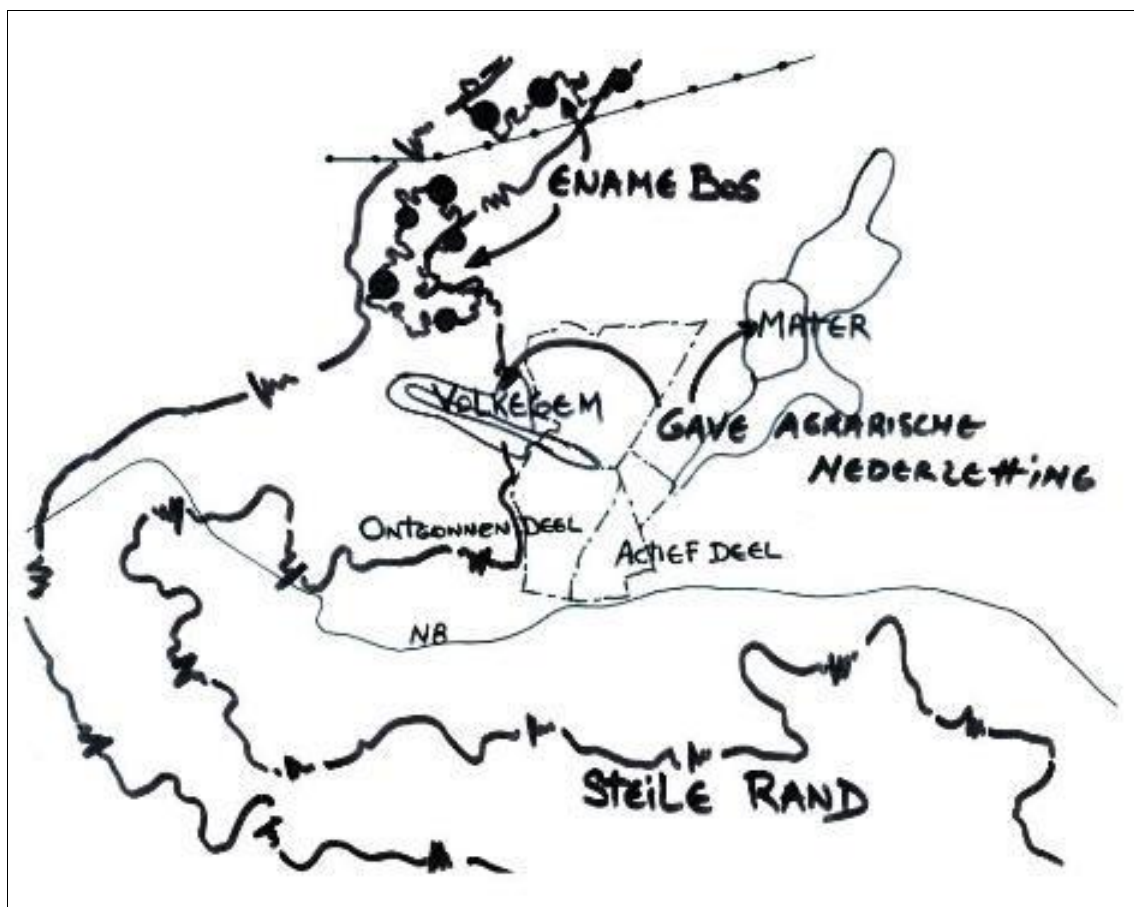 ENAME BOS
MATER
VOLKEGEM
GAVE AGRARISCHE
NEDERZETTING
ONTGONNEN DEEL
ACTIEF DEEL
NB
STEILE RAND